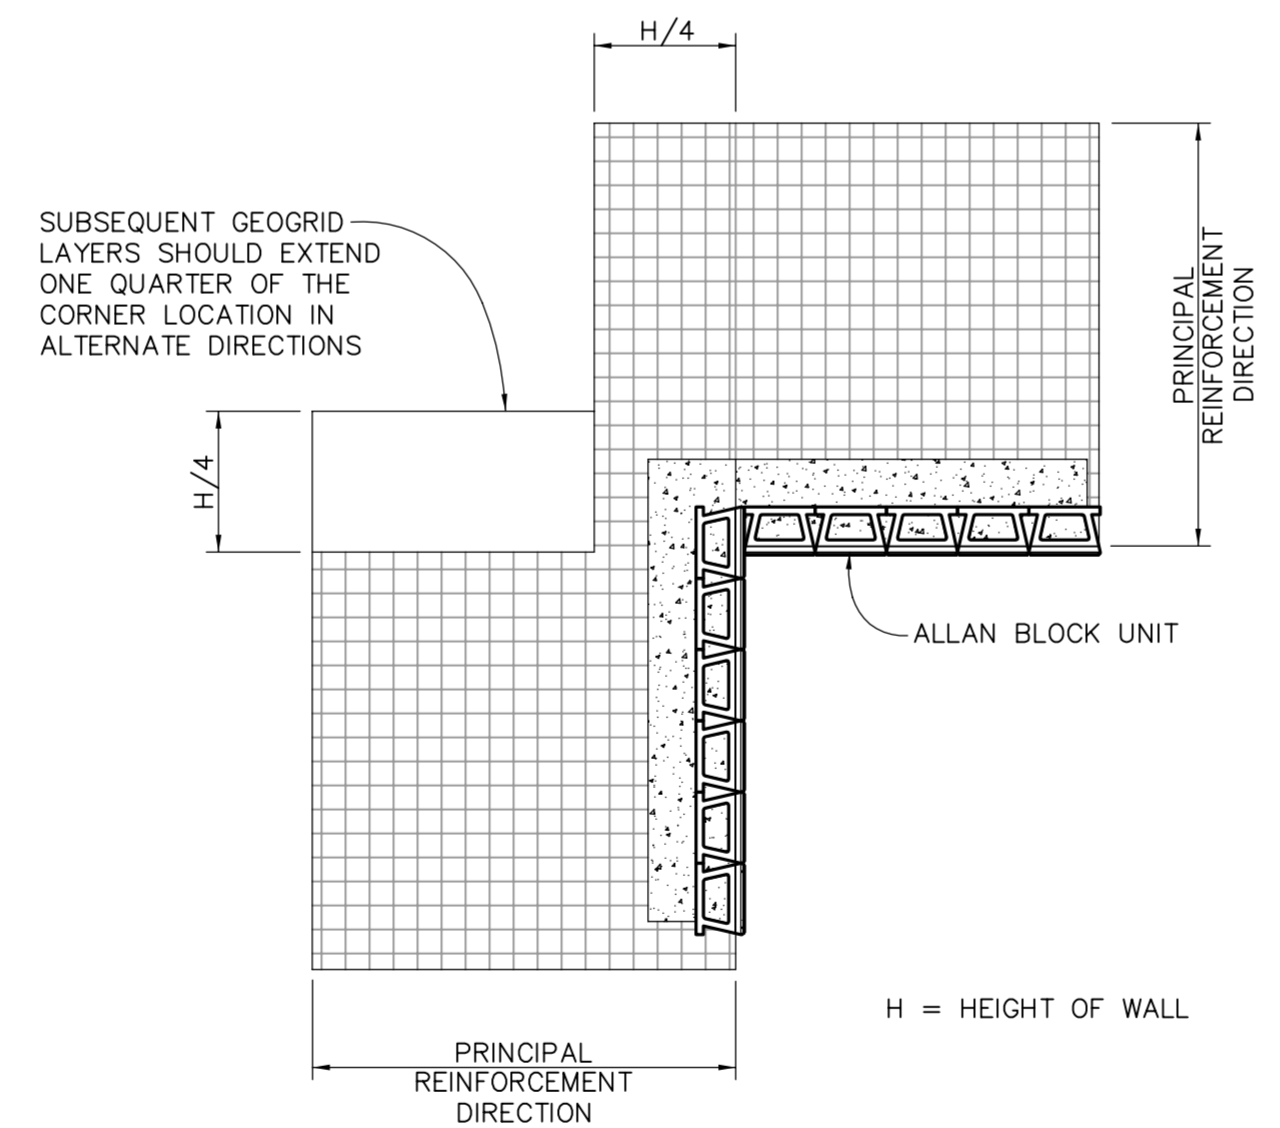 H/4
SUBSEQUENT GEOGRID
LAYERS SHOULD EXTEND
ONE QUARTER OF THE
CORNER LOCATION IN
ALTERNATE DIRECTIONS
PRINCIPAL
REINFORCEMENT
DIRECTION
H/4
ALLAN BLOCK UNIT
H = HEIGHT OF WALL
PRINCIPAL
REINFORCEMENT
DIRECTION